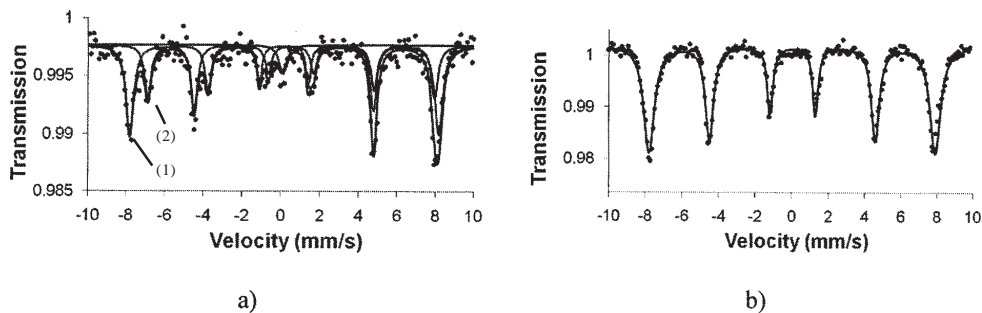 1
0.995
0.99
0.985
Transmission
(2)
(1)
-10 -8 -6 -4 -2 0 2 4 6 8 10
Velocity (mm/s)
a)
1
0.99
0.98
Transmission
-10 -8 -6 -4 -2 0 2 4 6 8 10
Velocity (mm/s)
b)